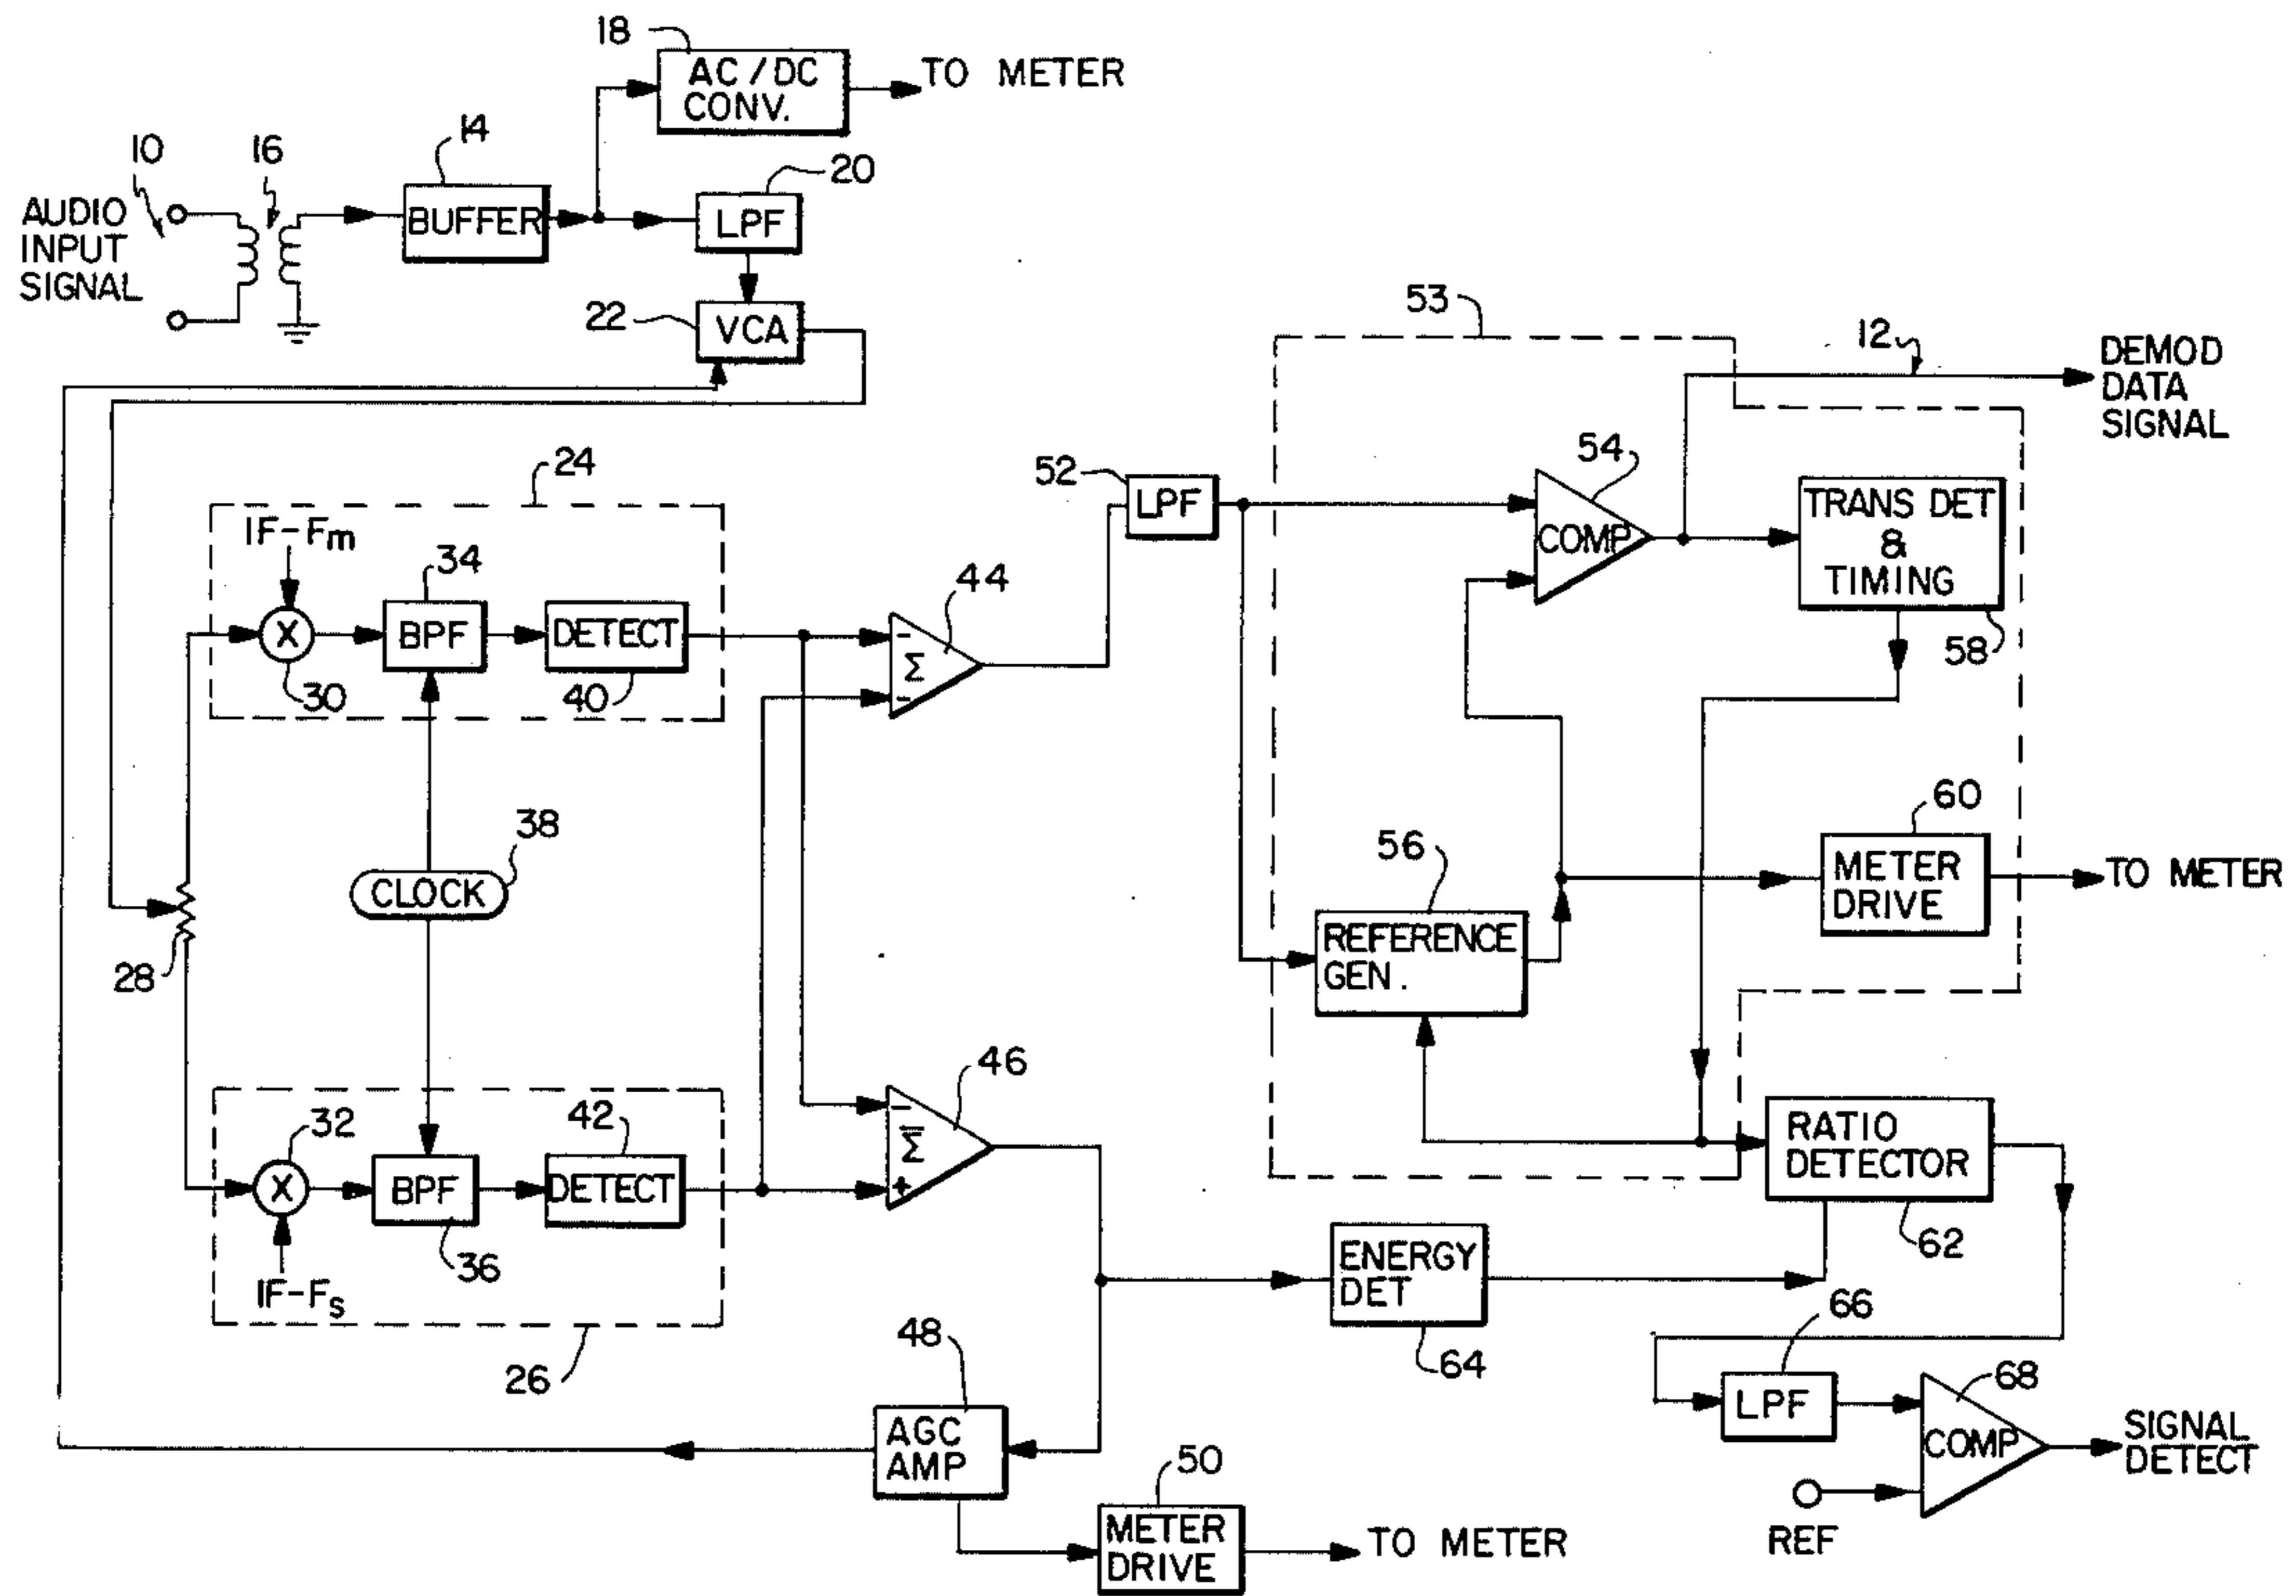 18
AC/DC
CONV.
TO METER
14
10
16
BUFFER
20
LPF
AUDIO
INPUT
SIGNAL
22
VCA
53
12
DEMOD
DATA
SIGNAL
24
IF-Fm
34
X
BPF
DETECT
30
40
44
-
Σ
-
52
LPF
54
COMP
TRANS DET
&
TIMING
58
38
CLOCK
28
56
REFERENCE
GEN.
60
METER
DRIVE
TO METER
32
42
X
BPF
DETECT
36
IF-Fs
26
46
-
Σ
+
RATIO
DETECTOR
62
ENERGY
DET
64
48
AGC
AMP
50
METER
DRIVE
TO METER
66
LPF
68
COMP
REF
SIGNAL
DETECT